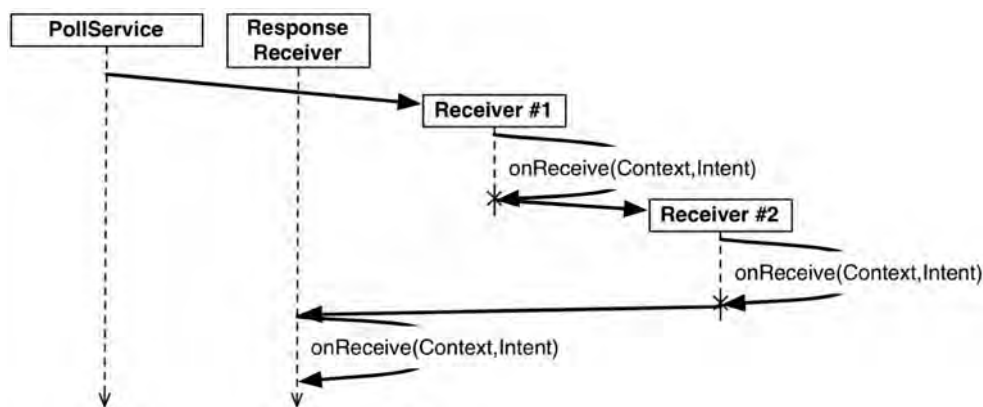 PollService
Response
Receiver
Receiver #1
onReceive(Context,Intent)
Receiver #2
onReceive(Context,Intent)
onReceive(Context,Intent)